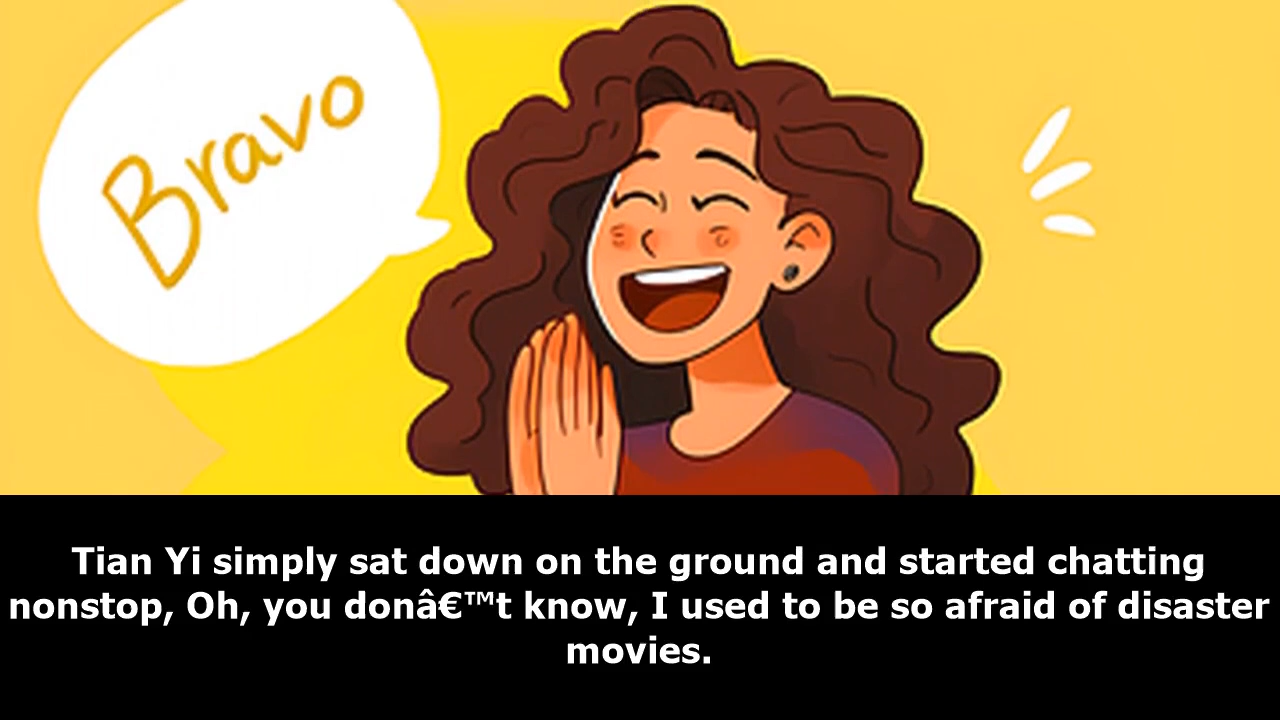 Bravo
Tian Yi simply sat down on the ground and started chatting
nonstop, Oh, you donâ€™t know, I used to be so afraid of disaster
movies.